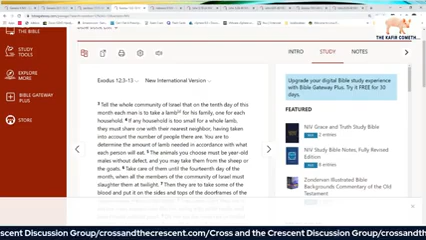 THE KAFIR COMETH...
THE BIBLE
STUDY TOOLS
EXPLORE MORE
BIBLE GATEWAY PLUS
STORE
INTRO STUDY NOTES
Exodus 12:3-13 New International Version
3 Tell the whole community of Israel that on the tenth day of this
month each man is to take a lamb[a] for his family, one for each
household. 4 If any household is too small for a whole lamb,
they must share one with their nearest neighbor, having taken
into account the number of people there are. You are to
determine the amount of lamb needed in accordance with what
each person will eat. 5 The animals you choose must be year-old
males without defect, and you may take them from the sheep or
the goats. 6 Take care of them until the fourteenth day of the
month, when all the members of the community of Israel must
slaughter them at twilight. 7 Then they are to take some of the
blood and put it on the sides and tops of the doorframes of the
Upgrade your digital Bible study experience
with Bible Gateway Plus. Try it FREE for 30
days.
FEATURED
NIV Grace and Truth Study Bible
entries
NIV Study Bible Notes, Fully Revised
Edition
entries
Zondervan Illustrated Bible
Backgrounds Commentary of the Old
Testament
escent Discussion Group/crossandthecrescent.com/Cross and the Crescent Discussion Group/crossandth